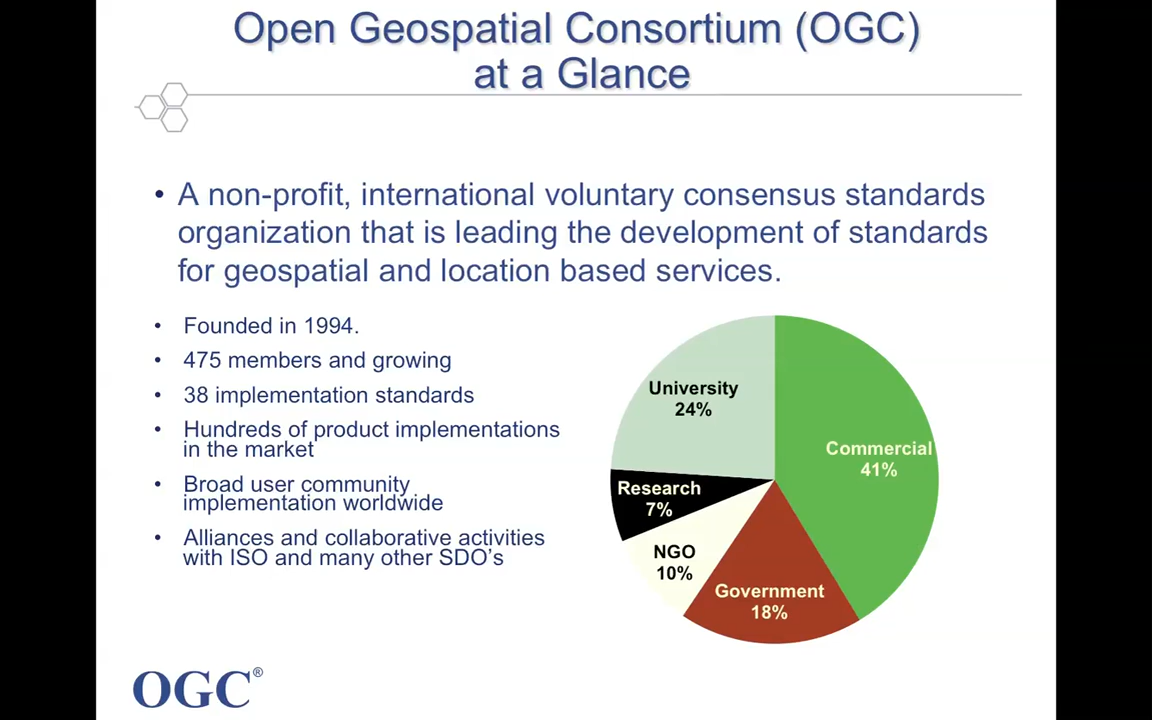 Open Geospatial Consortium (OGC)
at a Glance
• A non-profit, international voluntary consensus standards
organization that is leading the development of standards
for geospatial and location based services.
• Founded in 1994.
• 475 members and growing
• 38 implementation standards
• Hundreds of product implementations
in the market
• Broad user community
implementation worldwide
• Alliances and collaborative activities
with ISO and many other SDO’s
University
24%
Commercial
41%
Research
7%
NGO
10%
Government
18%
OGC®